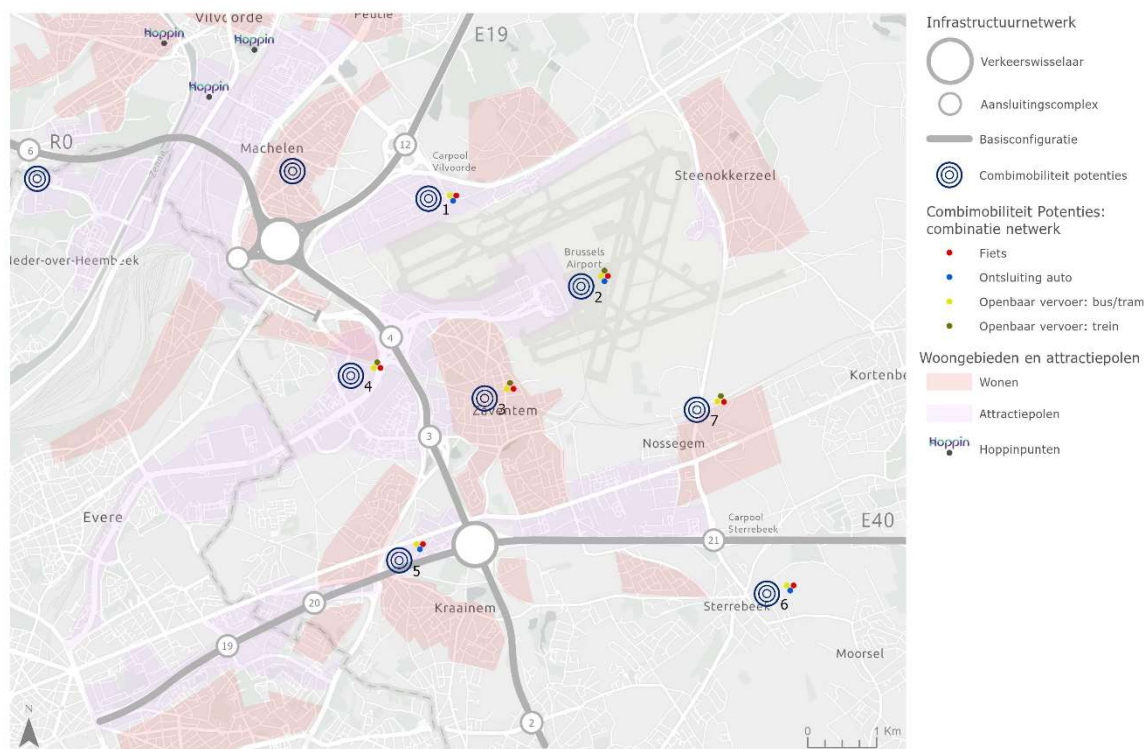 Vilvoorde
Peutie
Hoppin
Hoppin
Hoppin
E19
R0
6
12
Machelen
Carpool
Vilvoorde
Steenokkerzeel
1
Zenne
Neder-over-Heembeek
Brussels
Airport
2
4
4
3
Zaventem
Kortenbe
7
3
Nossegem
Evere
Carpool
Sterrebeek
E40
21
5
20
Kraainem
Sterrebeek
6
19
Moorsel
2
N
0
1 Km
Infrastructuurnetwerk
Verkeerswisselaar
Aansluitingscomplex
Basisconfiguratie
Combimobiliteit potenties
Combimobiliteit Potenties:
combinatie netwerk
Fiets
Ontsluiting auto
Openbaar vervoer: bus/tram
Openbaar vervoer: trein
Woongebieden en attractiepolen
Wonen
Attractiepolen
Hoppin
Hoppinpunten